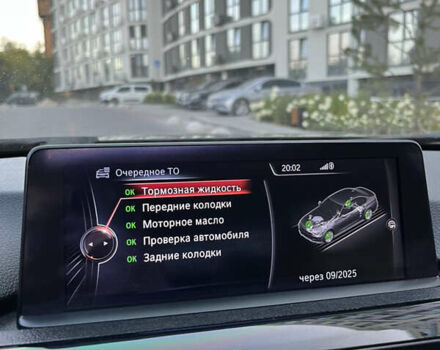 Очередное ТО
20:02
OK Тормозная жидкость
OK Передние колодки
OK Моторное масло
OK Проверка автомобиля
OK Задние колодки
через 09/2025